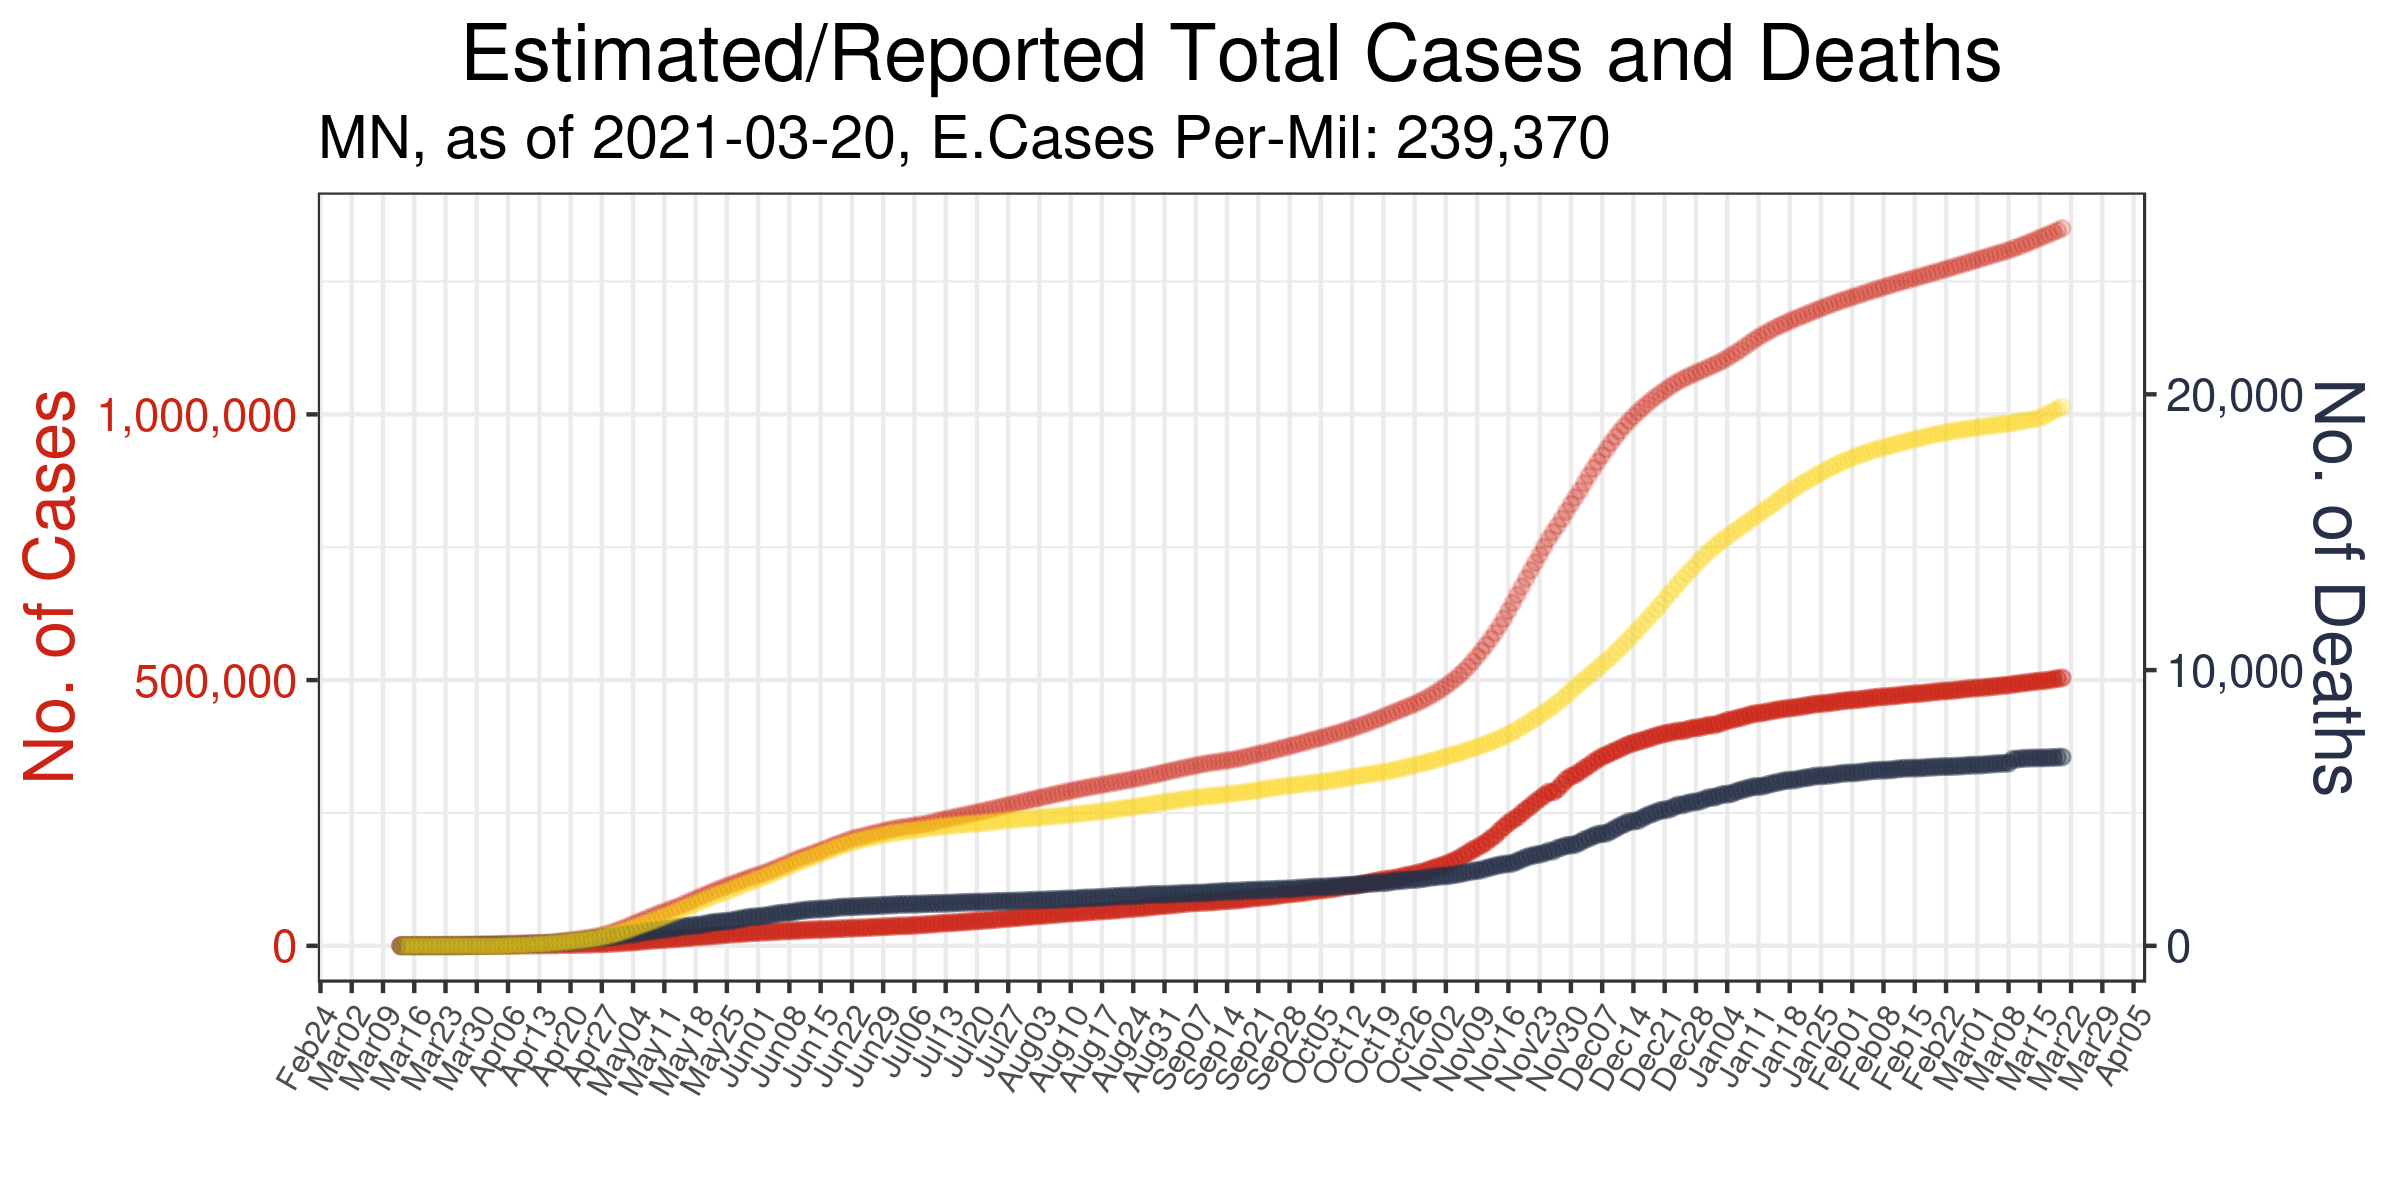 Estimated/Reported Total Cases and Deaths
MN, as of 2021-03-20, E.Cases Per-Mil: 239,370
No. of Cases
1,000,000
500,000
0
20,000
10,000
0
No. of Deaths
Feb24
Mar02
Mar09
Mar16
Mar23
Mar30
Apr06
Apr13
Apr20
Apr27
May04
May11
May18
May25
Jun01
Jun08
Jun15
Jun22
Jun29
Jul06
Jul13
Jul20
Jul27
Aug03
Aug10
Aug17
Aug24
Aug31
Sep07
Sep14
Sep21
Sep28
Oct05
Oct12
Oct19
Oct26
Nov02
Nov09
Nov16
Nov23
Nov30
Dec07
Dec14
Dec21
Dec28
Jan04
Jan11
Jan18
Jan25
Feb01
Feb08
Feb15
Feb22
Mar01
Mar08
Mar15
Mar22
Mar29
Apr05